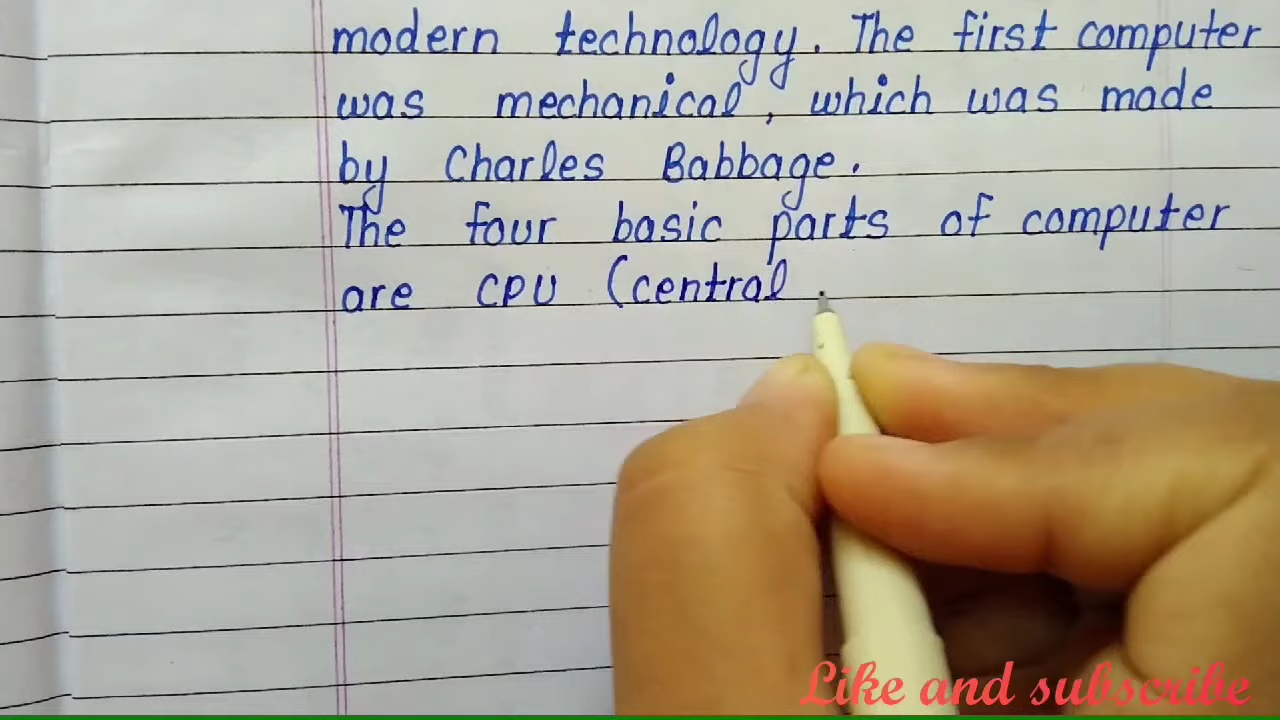 modern technology. The first computer
was mechanical, which was made
by Charles Babbage.
The four basic parts of computer
are CPU (central
Like and subscribe